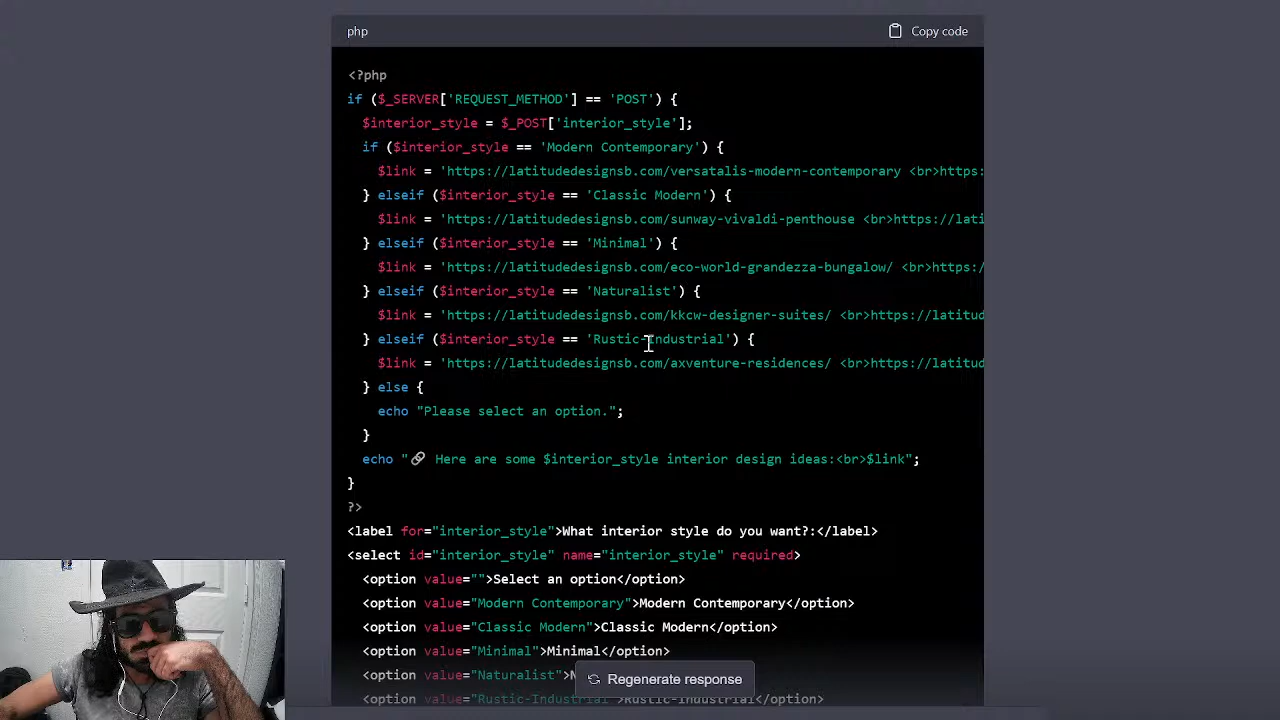 php
Copy code
<?php
if ($_SERVER['REQUEST_METHOD'] == 'POST') {
$interior_style = $_POST['interior_style'];
if ($interior_style == 'Modern Contemporary') {
$link = 'https://latitudedesignsb.com/versatalis-modern-contemporary <br>https:
} elseif ($interior_style == 'Classic Modern') {
$link = 'https://latitudedesignsb.com/sunway-vivaldi-penthouse <br>https://lati
} elseif ($interior_style == 'Minimal') {
$link = 'https://latitudedesignsb.com/eco-world-grandezza-bungalow/ <br>https:/
} elseif ($interior_style == 'Naturalist') {
$link = 'https://latitudedesignsb.com/kkcw-designer-suites/ <br>https://latitud
} elseif ($interior_style == 'Rustic-Industrial') {
$link = 'https://latitudedesignsb.com/axventure-residences/ <br>https://latitud
} else {
echo "Please select an option.";
}
echo "🔗 Here are some $interior_style interior design ideas:<br>$link";
}
?>
<label for="interior_style">What interior style do you want?:</label>
<select id="interior_style" name="interior_style" required>
<option value="">Select an option</option>
<option value="Modern Contemporary">Modern Contemporary</option>
<option value="Classic Modern">Classic Modern</option>
<option value="Minimal">Minimal</option>
<option value="Naturalist">N
Regenerate response
<option value="Rustic-Industrial">Rustic-Industrial</option>